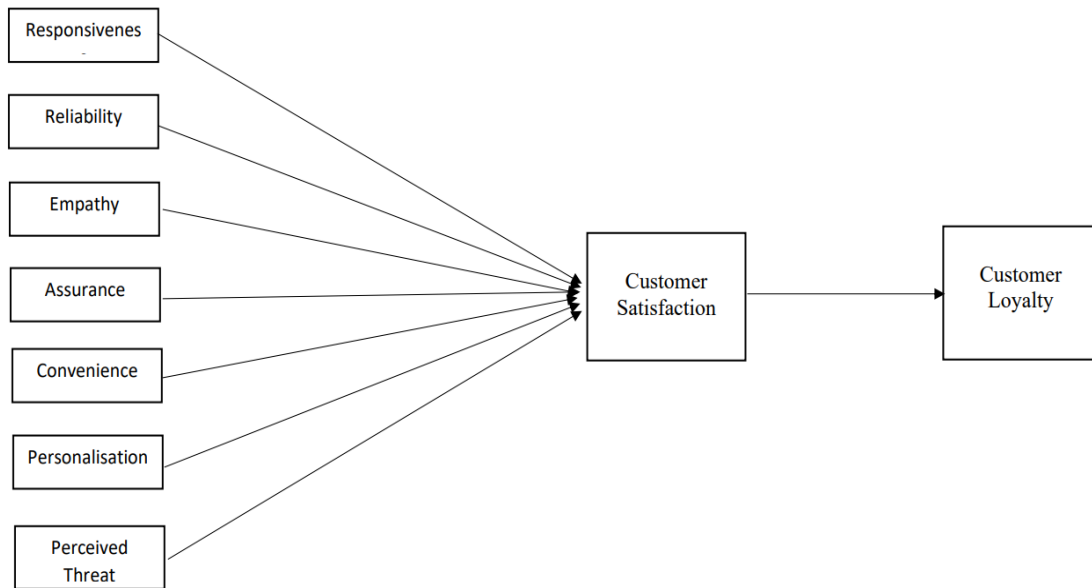 Responsivenes
Reliability
Empathy
Assurance
Convenience
Personalisation
Perceived
Threat
Customer
Satisfaction
Customer
Loyalty